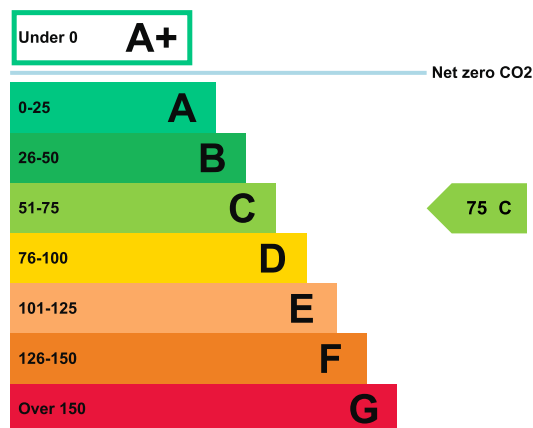 Under 0 A+
Net zero CO2
0-25 A
26-50 B
51-75 C
75 C
76-100 D
101-125 E
126-150 F
Over 150 G